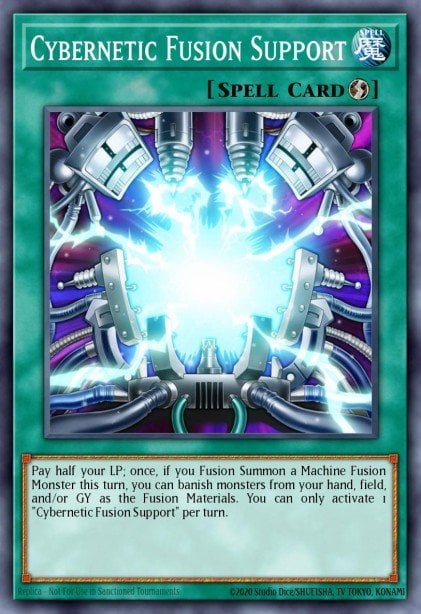 Cybernetic Fusion Support
SPELL
魔
[Spell Card]
Pay half your LP; once, if you Fusion Summon a Machine Fusion
Monster this turn, you can banish monsters from your hand, field,
and/or GY as the Fusion Materials. You can only activate 1
"Cybernetic Fusion Support" per turn.
Replica - Not For Use in Sanctioned Tournaments
©2020 Studio Dice/SHUEISHA, TV TOKYO, KONAMI